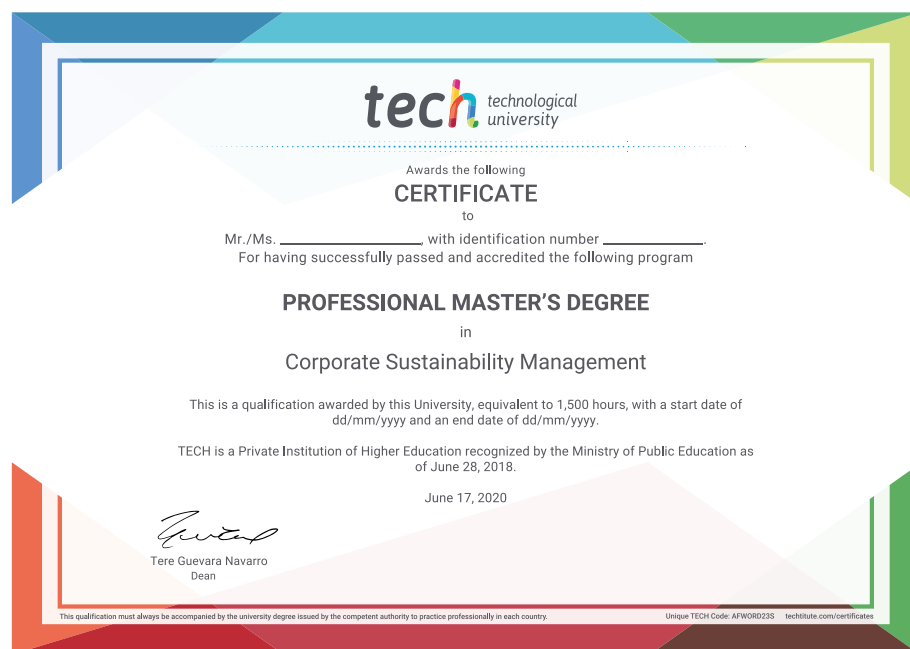 tech technological
university
Awards the following
CERTIFICATE
to
Mr./Ms. ____________________, with identification number ______________.
For having successfully passed and accredited the following program
PROFESSIONAL MASTER'S DEGREE
in
Corporate Sustainability Management
This is a qualification awarded by this University, equivalent to 1,500 hours, with a start date of
dd/mm/yyyy and an end date of dd/mm/yyyy.
TECH is a Private Institution of Higher Education recognized by the Ministry of Public Education as
of June 28, 2018.
June 17, 2020
Tere Guevara Navarro
Dean
This qualification must always be accompanied by the university degree issued by the competent authority to practice professionally in each country.
Unique TECH Code: AFWORD23S techtitute.com/certificates